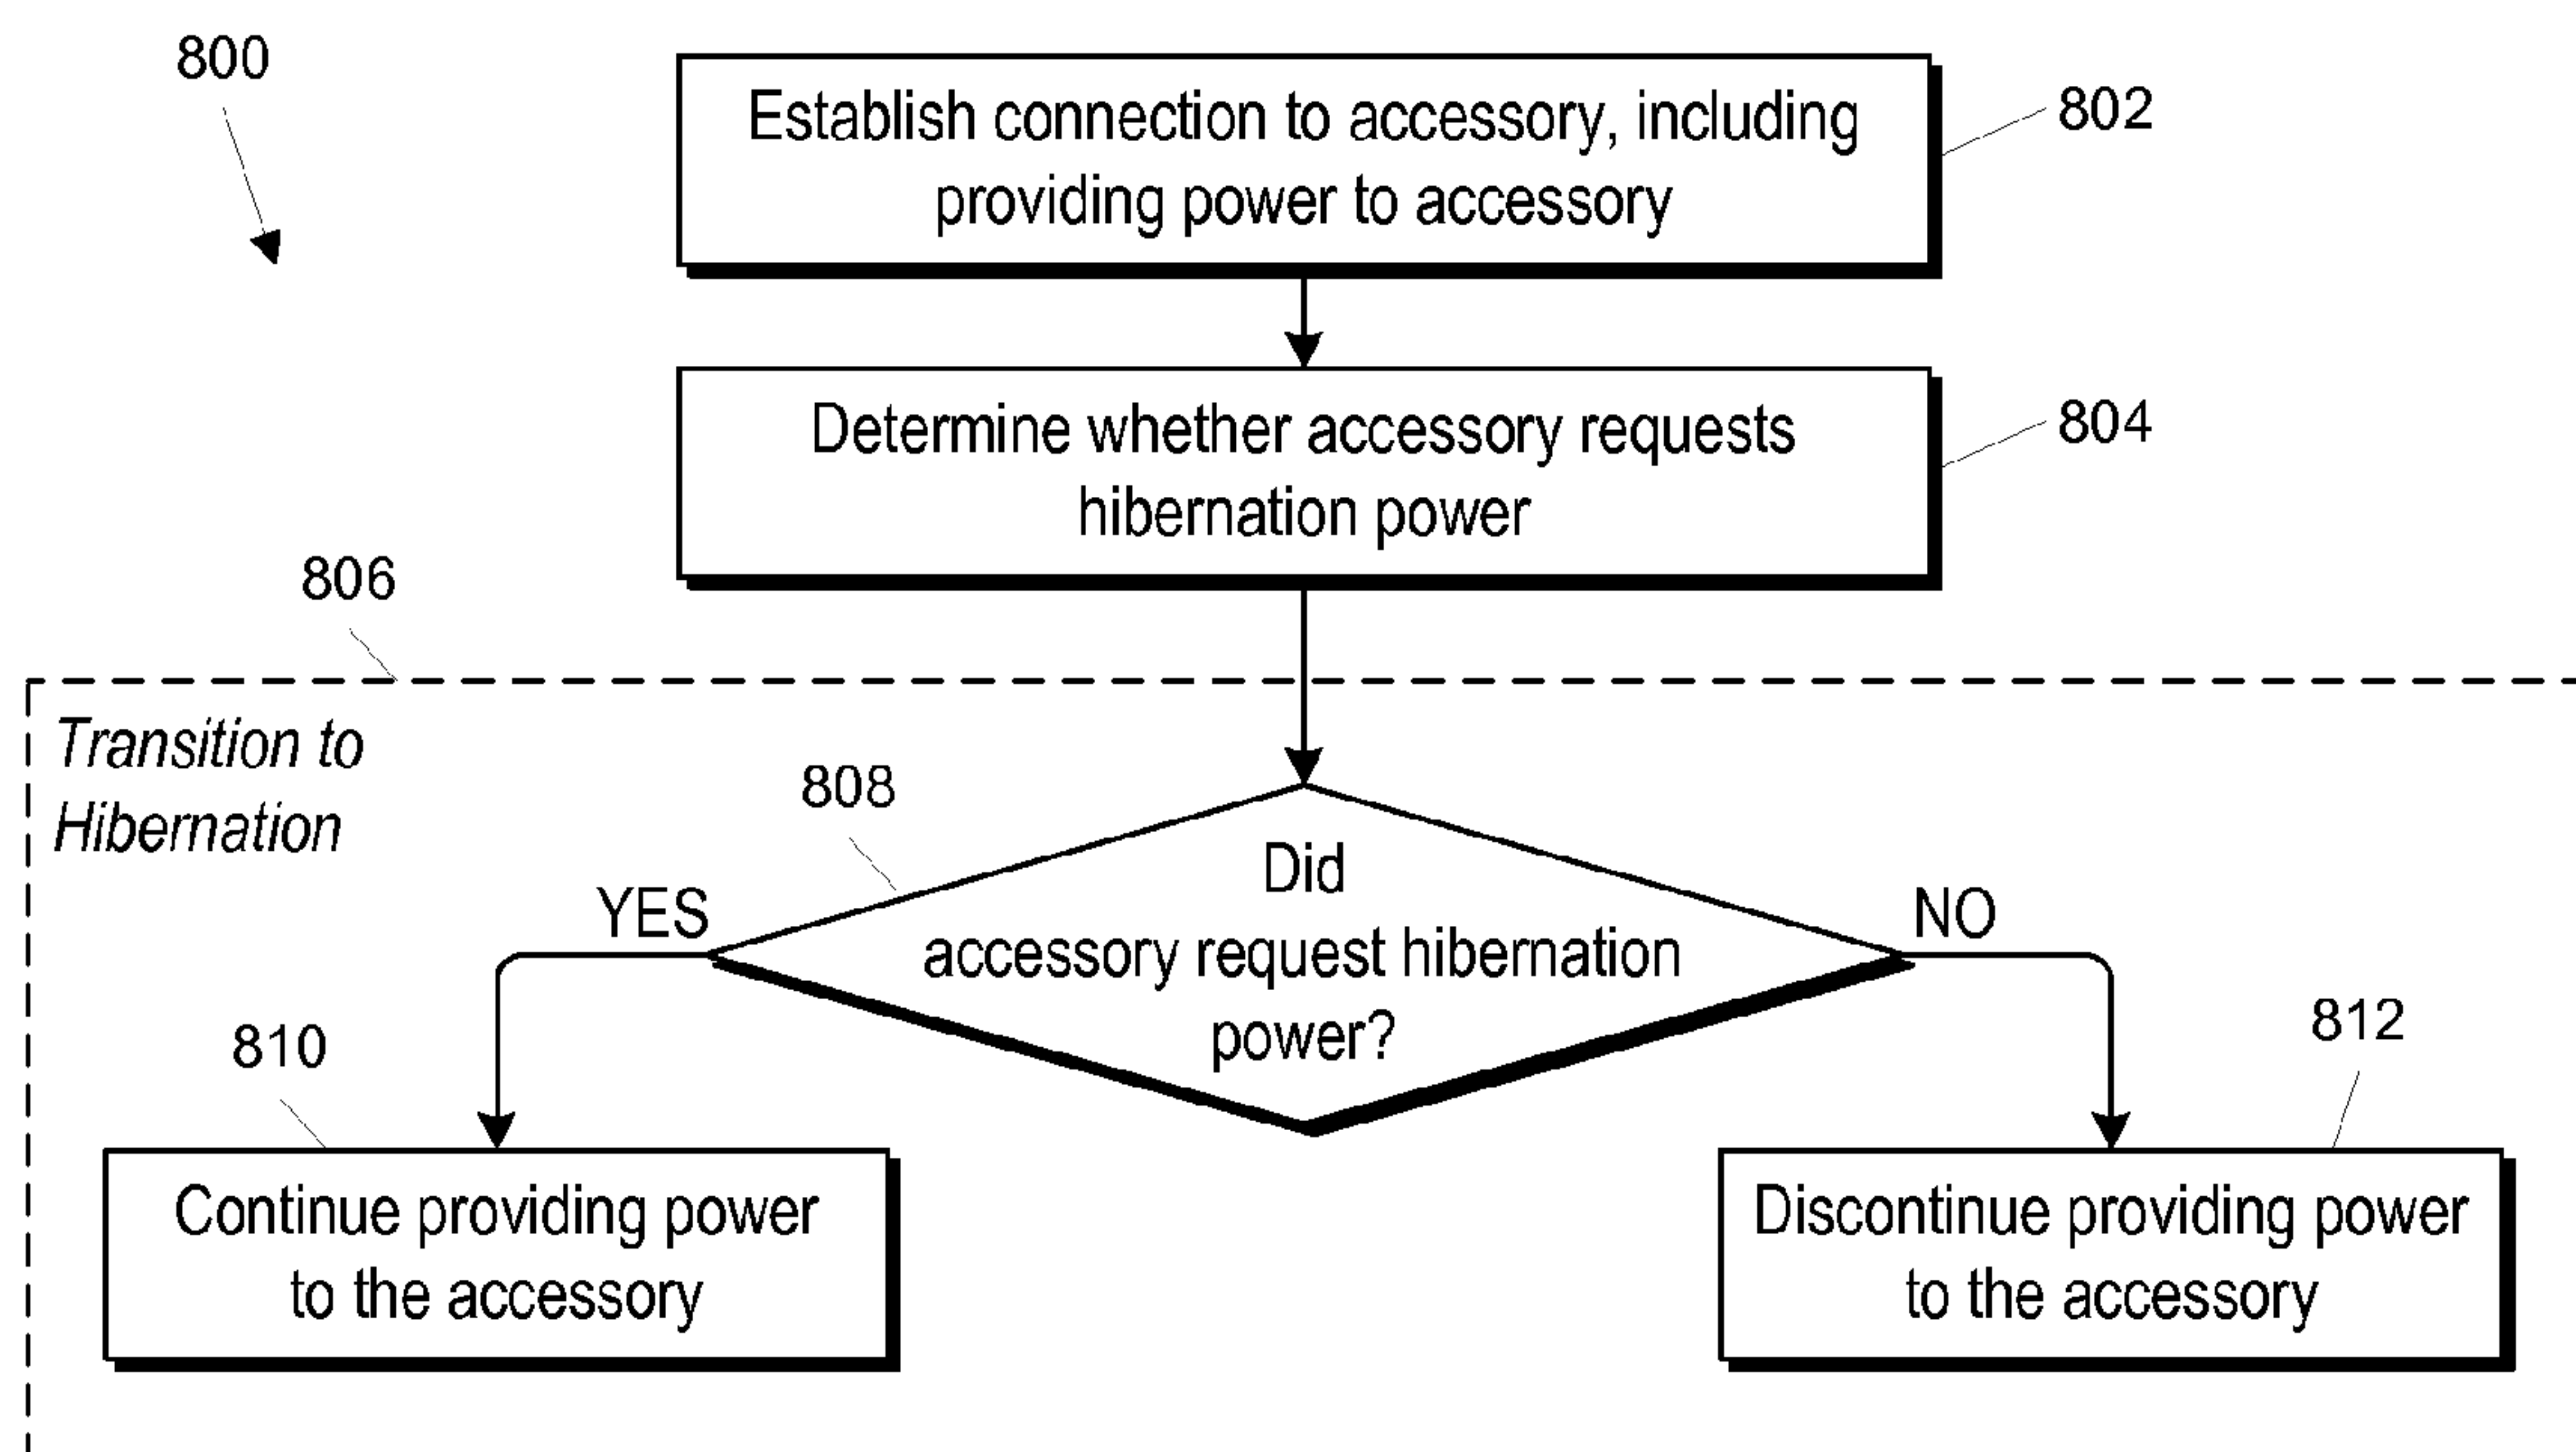 800
Establish connection to accessory, including
providing power to accessory
802
Determine whether accessory requests
hibernation power
804
806
Transition to
Hibernation
808
Did
accessory request hibernation
power?
YES
NO
810
Continue providing power
to the accessory
812
Discontinue providing power
to the accessory